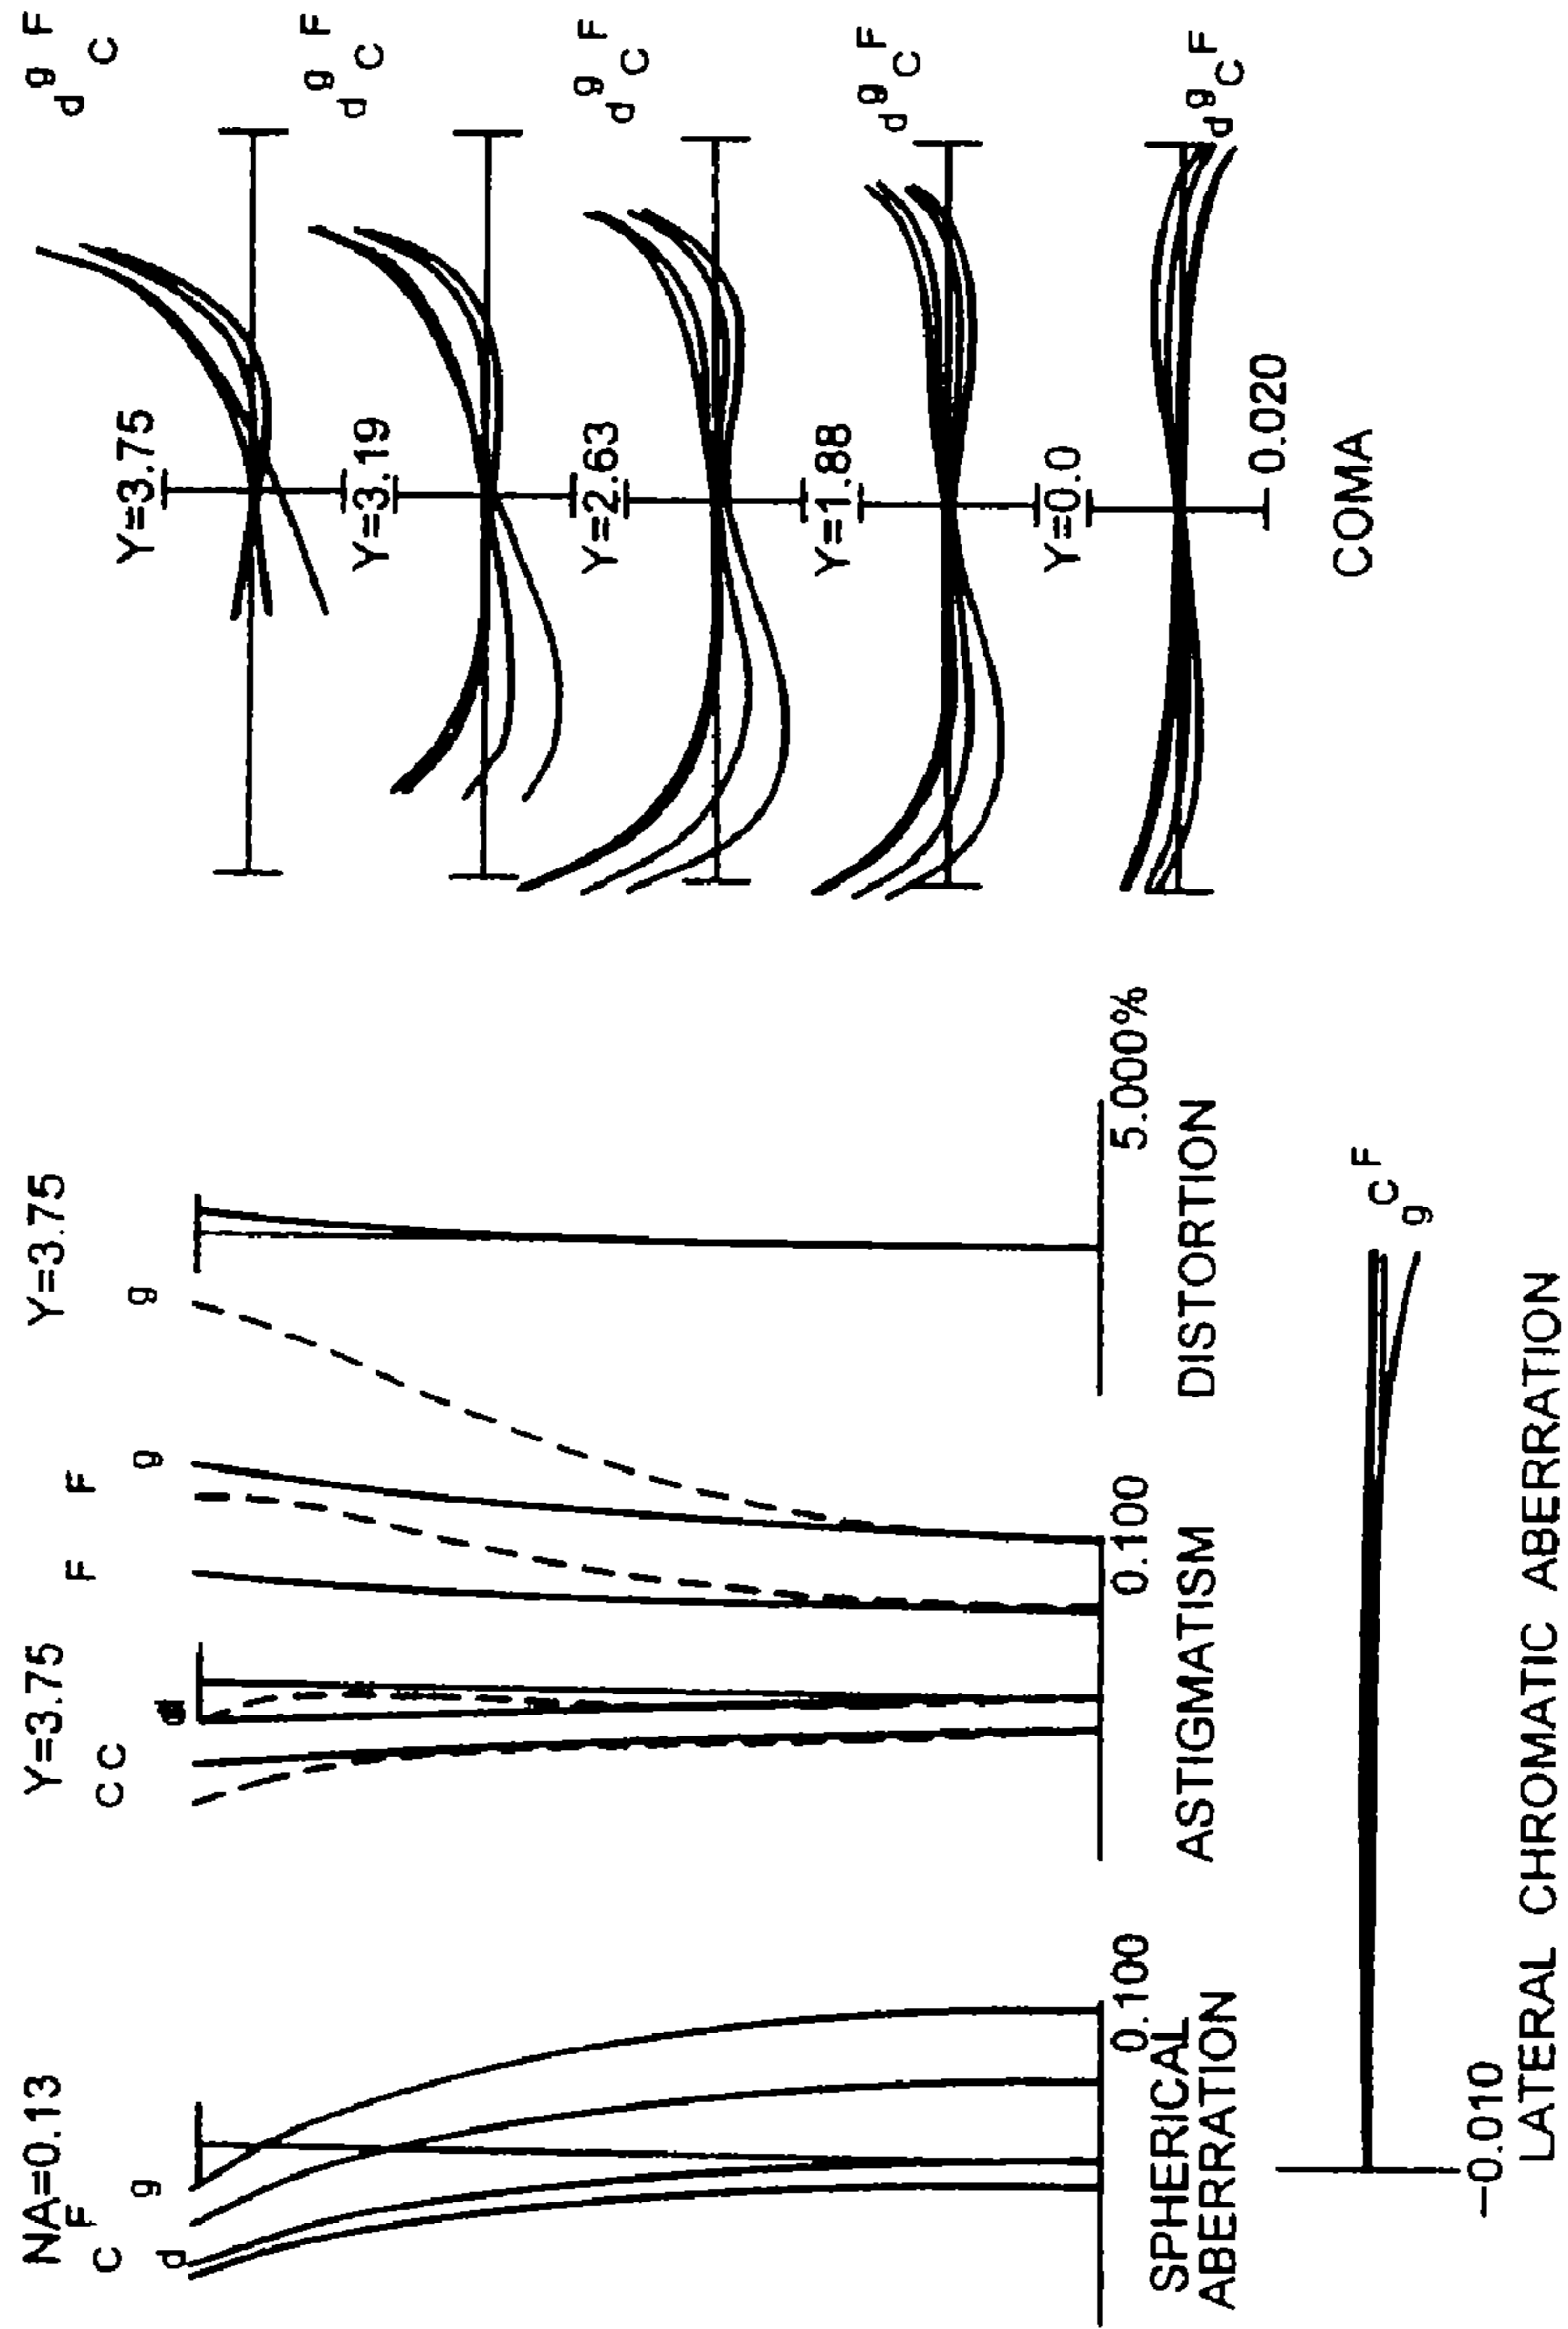 NA=0.13
F
C
g
d
0.100
SPHERICAL
ABERRATION
Y=3.75
F F
C C
g
0.100
ASTIGMATISM
Y=3.75
g
5.000%
DISTORTION
g C F
−0.010
LATERAL CHROMATIC ABERRATION
Y=3.75
d g C F
Y=3.19
d g C F
Y=2.63
d g C F
Y=1.88
d g C F
Y=0.0
d g C F
0.020
COMA